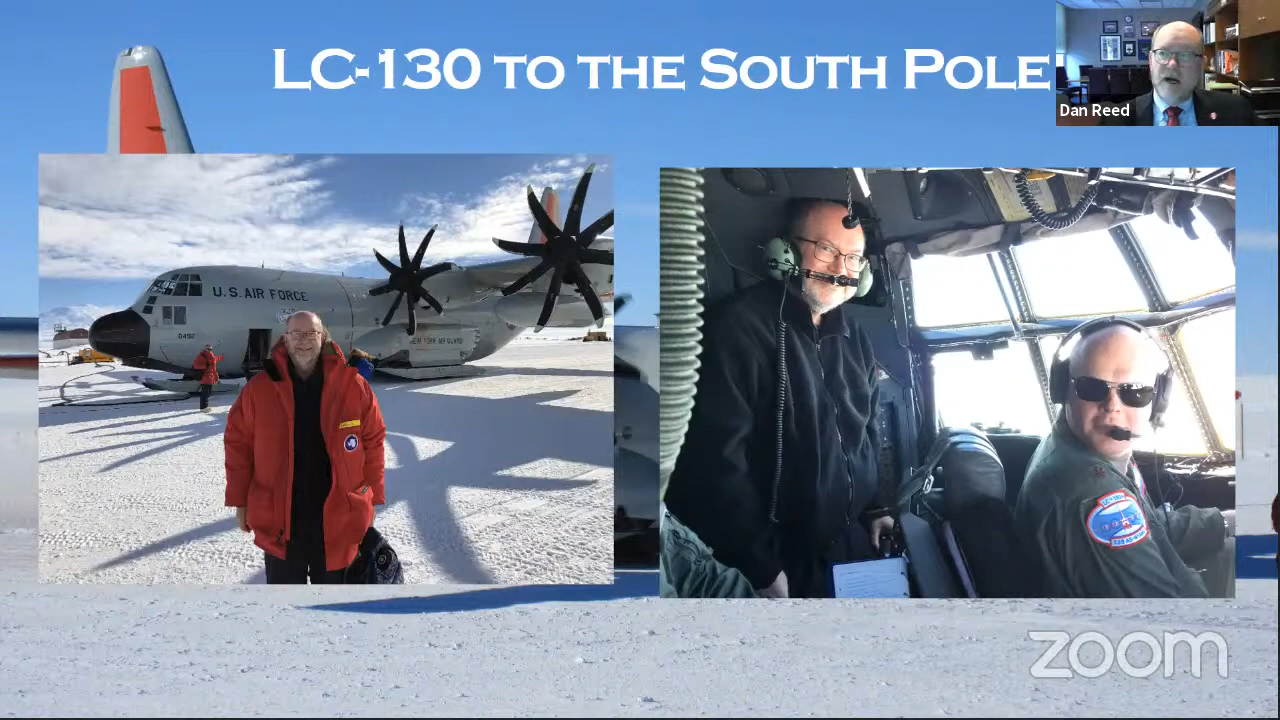 LC-130 TO THE SOUTH POLE
Dan Reed
U.S. AIR FORCE
NEW YORK AIR GUARD
zoom